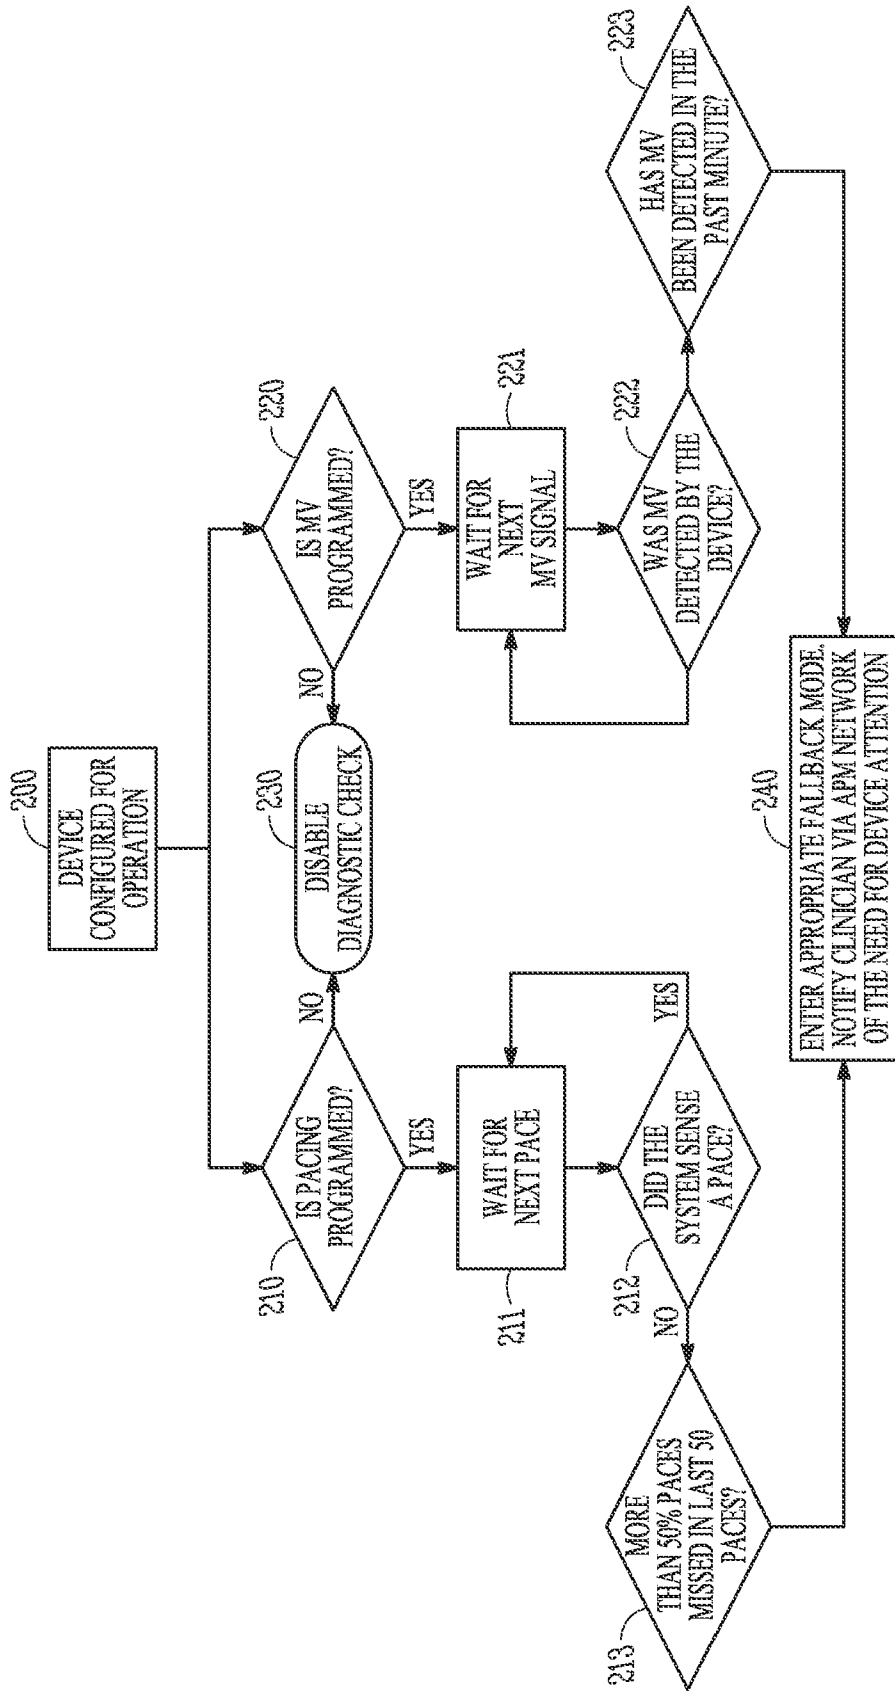 200
DEVICE
CONFIGURED FOR
OPERATION
210
IS PACING
PROGRAMMED?
NO
YES
230
DISABLE
DIAGNOSTIC CHECK
220
IS MV
PROGRAMMED?
NO
YES
211
WAIT FOR
NEXT PACE
221
WAIT FOR
NEXT
MV SIGNAL
212
DID THE
SYSTEM SENSE
A PACE?
YES
NO
222
WAS MV
DETECTED BY THE
DEVICE?
213
MORE
THAN 50% PACES
MISSED IN LAST 50
PACES?
223
HAS MV
BEEN DETECTED IN THE
PAST MINUTE?
240
ENTER APPROPRIATE FALLBACK MODE.
NOTIFY CLINICIAN VIA APM NETWORK
OF THE NEED FOR DEVICE ATTENTION